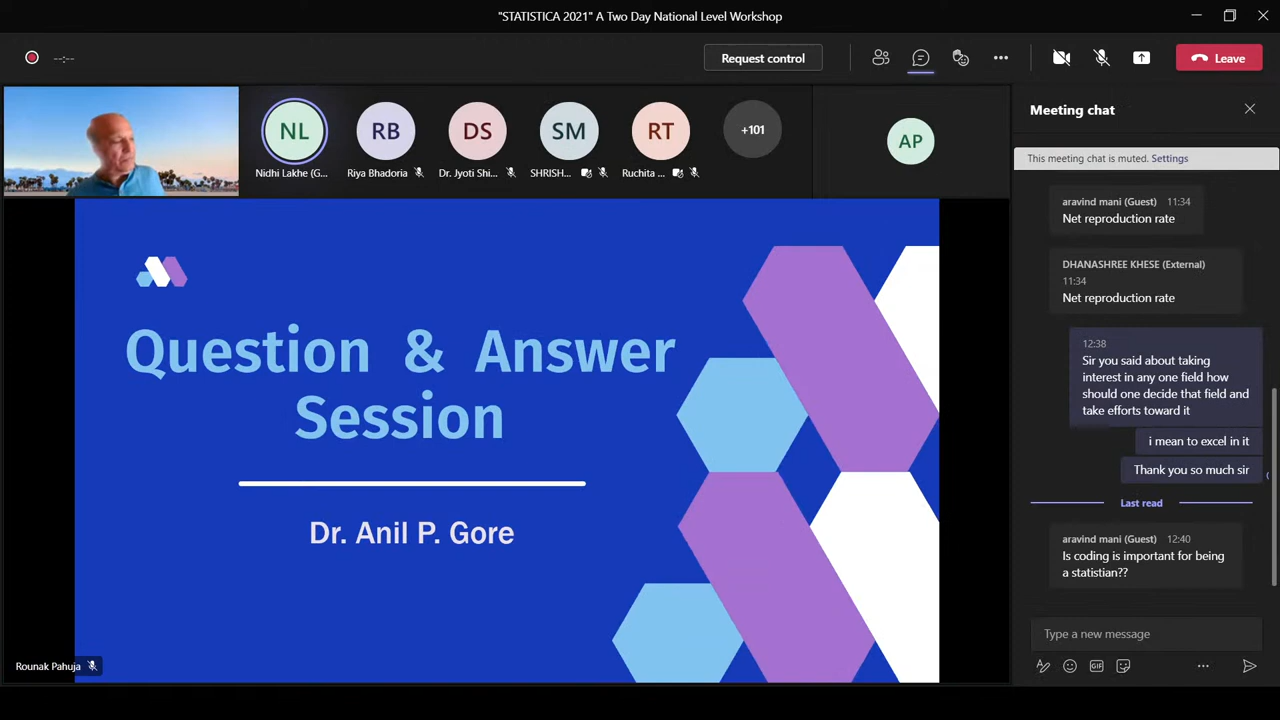 "STATISTICA 2021" A Two Day National Level Workshop
--:--
Request control
Leave
NL
RB
DS
SM
RT
+101
AP
Nidhi Lakhe (G...
Riya Bhadoria
Dr. Jyoti Shi...
SHRISH...
Ruchita ...
Question & Answer
Session
Dr. Anil P. Gore
Rounak Pahuja
Meeting chat
This meeting chat is muted. Settings
aravind mani (Guest) 11:34
Net reproduction rate
DHANASHREE KHESE (External)
11:34
Net reproduction rate
12:38
Sir you said about taking
interest in any one field how
should one decide that field and
take efforts toward it
i mean to excel in it
Thank you so much sir
Last read
aravind mani (Guest) 12:40
Is coding is important for being
a statistian??
Type a new message
GIF